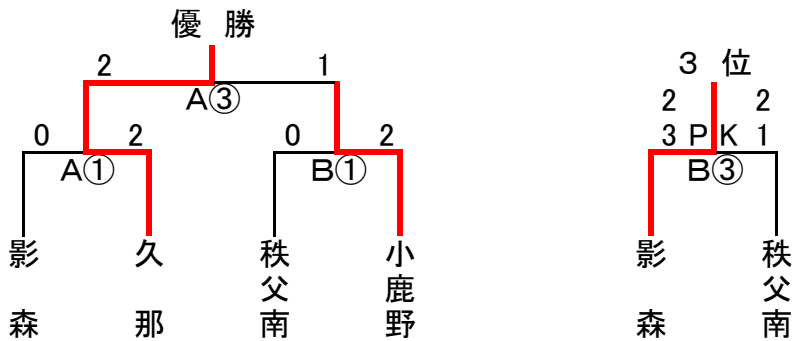 優 勝
2 1
A③
0 2 0 2
A① B①
影森 久那 秩父南 小鹿野
3 位
2 2
3 PK 1
B③
影森 秩父南